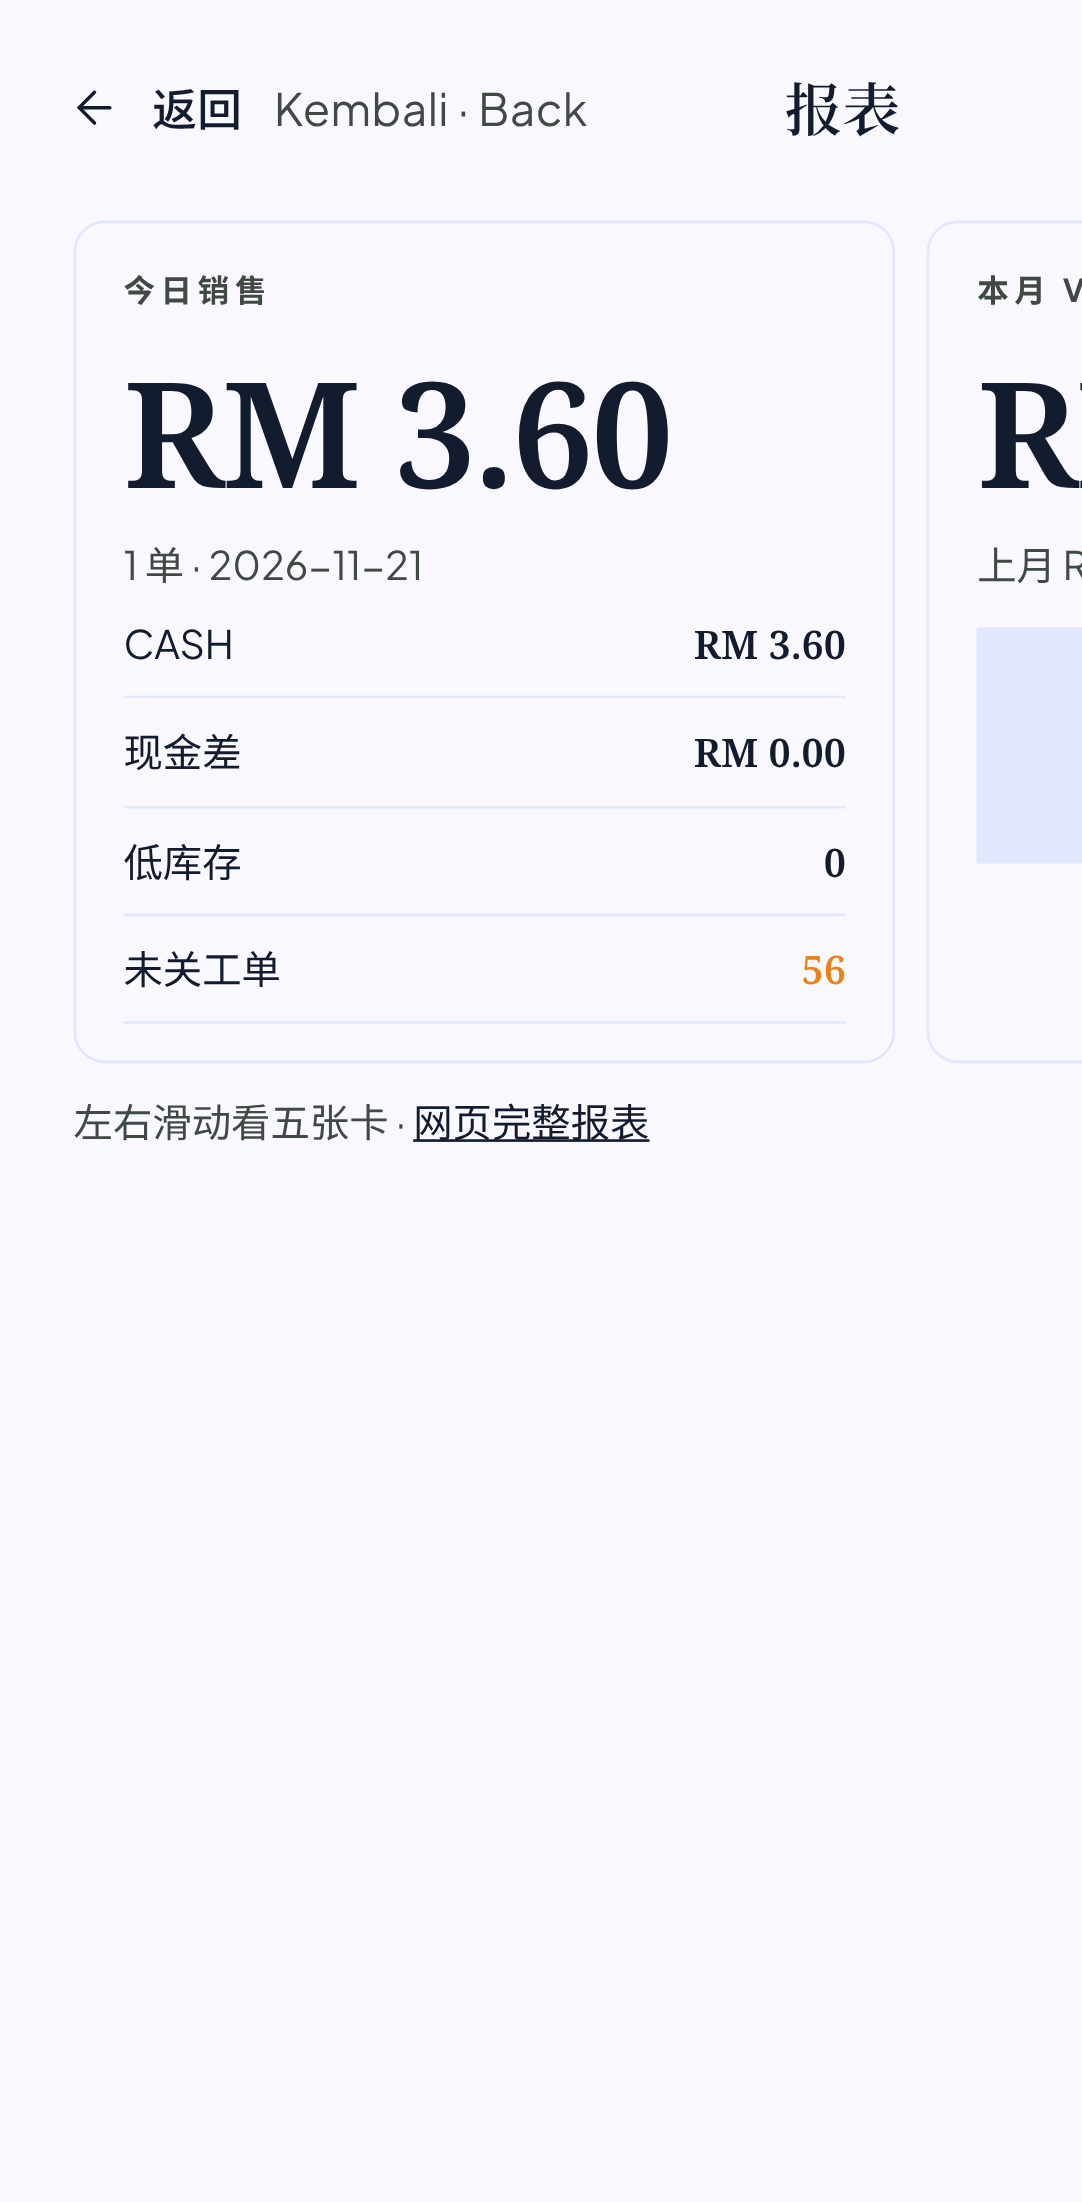 ← 返回 Kembali · Back 报表
今日销售
RM 3.60
1 单 · 2026-11-21
CASH RM 3.60
现金差 RM 0.00
低库存 0
未关工单 56
本月
上月
左右滑动看五张卡 · 网页完整报表